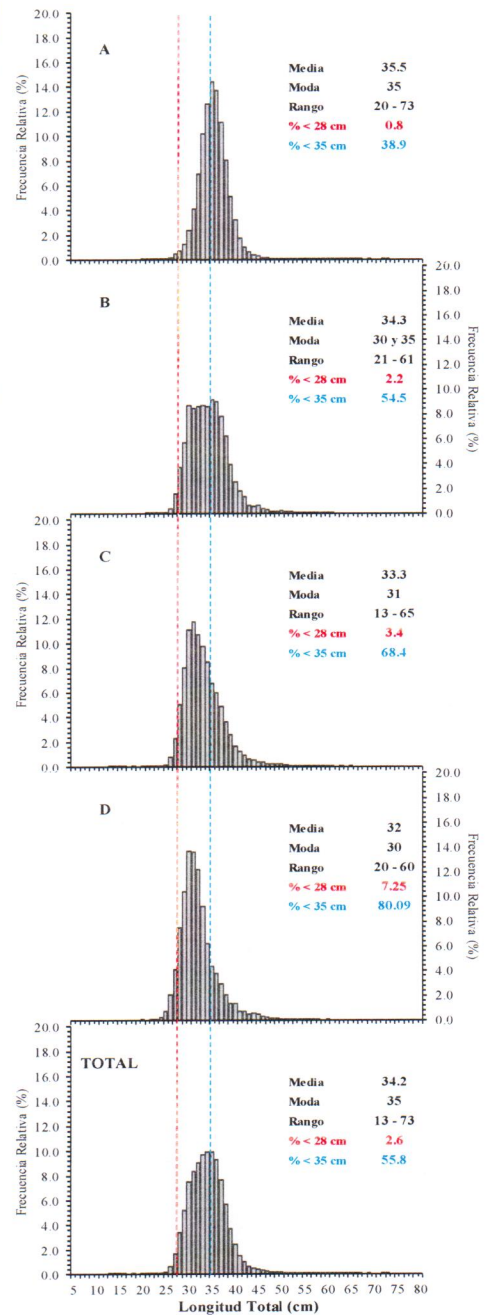 20.0
18.0
16.0
14.0
12.0
10.0
8.0
6.0
4.0
2.0
0.0
Frecuencia Relativa (%)
A
Media 35.5
Moda 35
Rango 20 - 73
% < 28 cm 0.8
% < 35 cm 38.9
B
Media 34.3
Moda 30 y 35
Rango 21 - 61
% < 28 cm 2.2
% < 35 cm 54.5
20.0
18.0
16.0
14.0
12.0
10.0
8.0
6.0
4.0
2.0
0.0
Frecuencia Relativa (%)
20.0
18.0
16.0
14.0
12.0
10.0
8.0
6.0
4.0
2.0
0.0
Frecuencia Relativa (%)
C
Media 33.3
Moda 31
Rango 13 - 65
% < 28 cm 3.4
% < 35 cm 68.4
D
Media 32
Moda 30
Rango 20 - 60
% < 28 cm 7.25
% < 35 cm 80.09
20.0
18.0
16.0
14.0
12.0
10.0
8.0
6.0
4.0
2.0
0.0
Frecuencia Relativa (%)
20.0
18.0
16.0
14.0
12.0
10.0
8.0
6.0
4.0
2.0
0.0
Frecuencia Relativa (%)
TOTAL
Media 34.2
Moda 35
Rango 13 - 73
% < 28 cm 2.6
% < 35 cm 55.8
5 10 15 20 25 30 35 40 45 50 55 60 65 70 75 80
Longitud Total (cm)